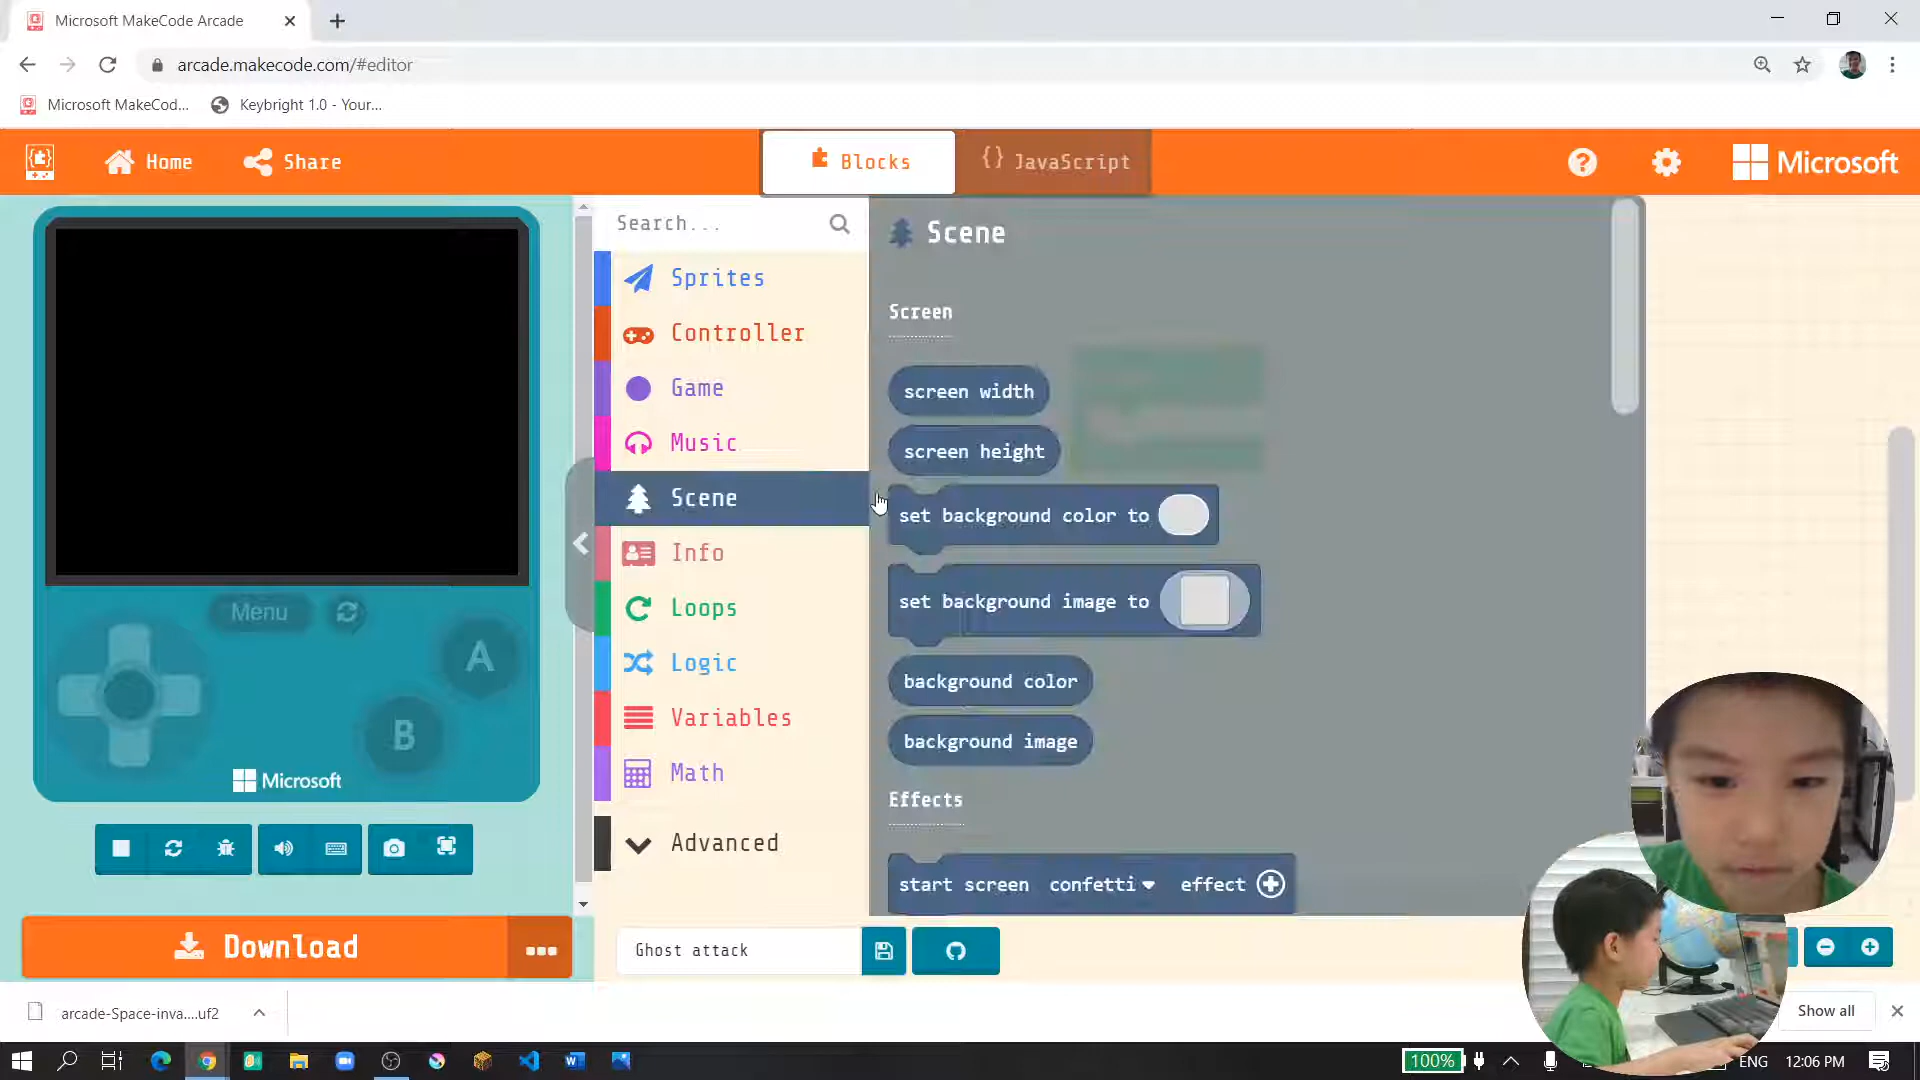 Microsoft MakeCode Arcade
arcade.makecode.com/#editor
Microsoft MakeCod...
Keybright 1.0 - Your...
Home
Share
Blocks
{} JavaScript
Microsoft
Search...
Sprites
Controller
Game
Music
Scene
Info
Loops
Logic
Variables
Math
Advanced
Scene
Screen
screen width
screen height
set background color to
set background image to
background color
background image
Effects
start screen confetti effect
Menu
A
B
Microsoft
Download
Ghost attack
arcade-Space-inva....uf2
Show all
100%
ENG
12:06 PM